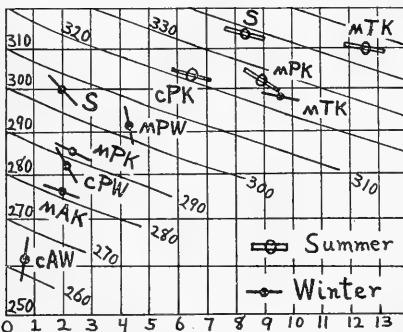 320 330 S mTK
310
cPK mPK
300 mTK
S mPW
290
mPK
280 cPW 300 310
mAK 290
270 280
cAW 270 Summer
260
250 Winter
0 1 2 3 4 5 6 7 8 9 10 11 12 13